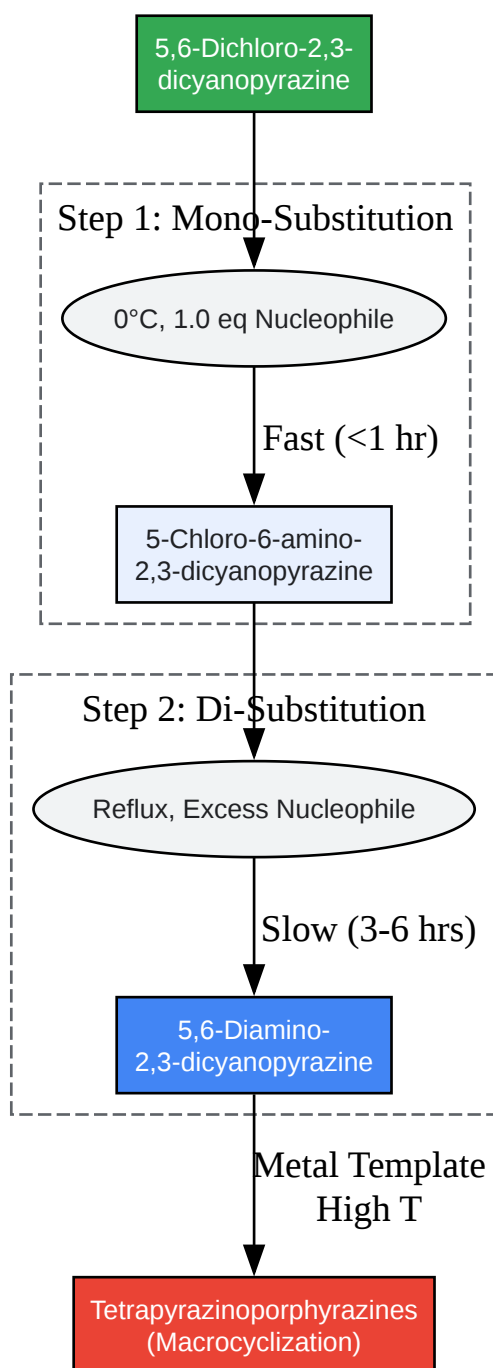 5,6-Dichloro-2,3-
dicyanopyrazine
Step 1: Mono-Substitution
0°C, 1.0 eq Nucleophile
Fast (<1 hr)
5-Chloro-6-amino-
2,3-dicyanopyrazine
Step 2: Di-Substitution
Reflux, Excess Nucleophile
Slow (3-6 hrs)
5,6-Diamino-
2,3-dicyanopyrazine
Metal Template
High T
Tetrapyrazinoporphyrazines
(Macrocyclization)